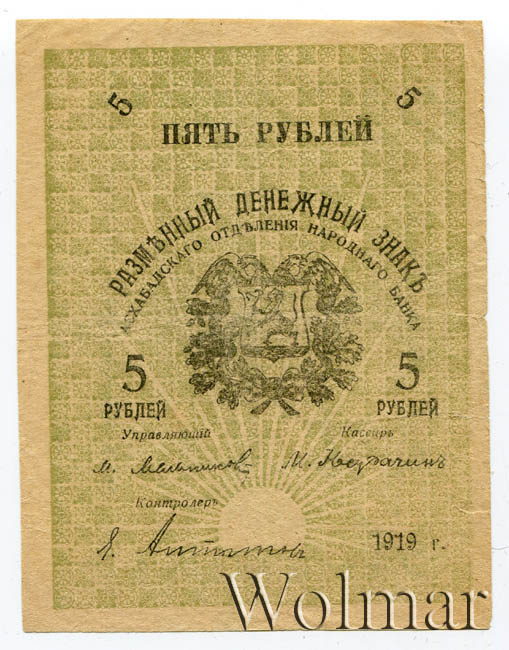 5 5
ПЯТЬ РУБЛЕЙ
РАЗМѢННЫЙ ДЕНЕЖНЫЙ ЗНАКЪ
АСХАБАДСКАГО ОТДѢЛЕНІЯ НАРОДНАГО БАНКА
5 5
РУБЛЕЙ РУБЛЕЙ
Управляющій Кассиръ
М. Мельниковъ М.
Контролеръ
1919 г.
Wolmar